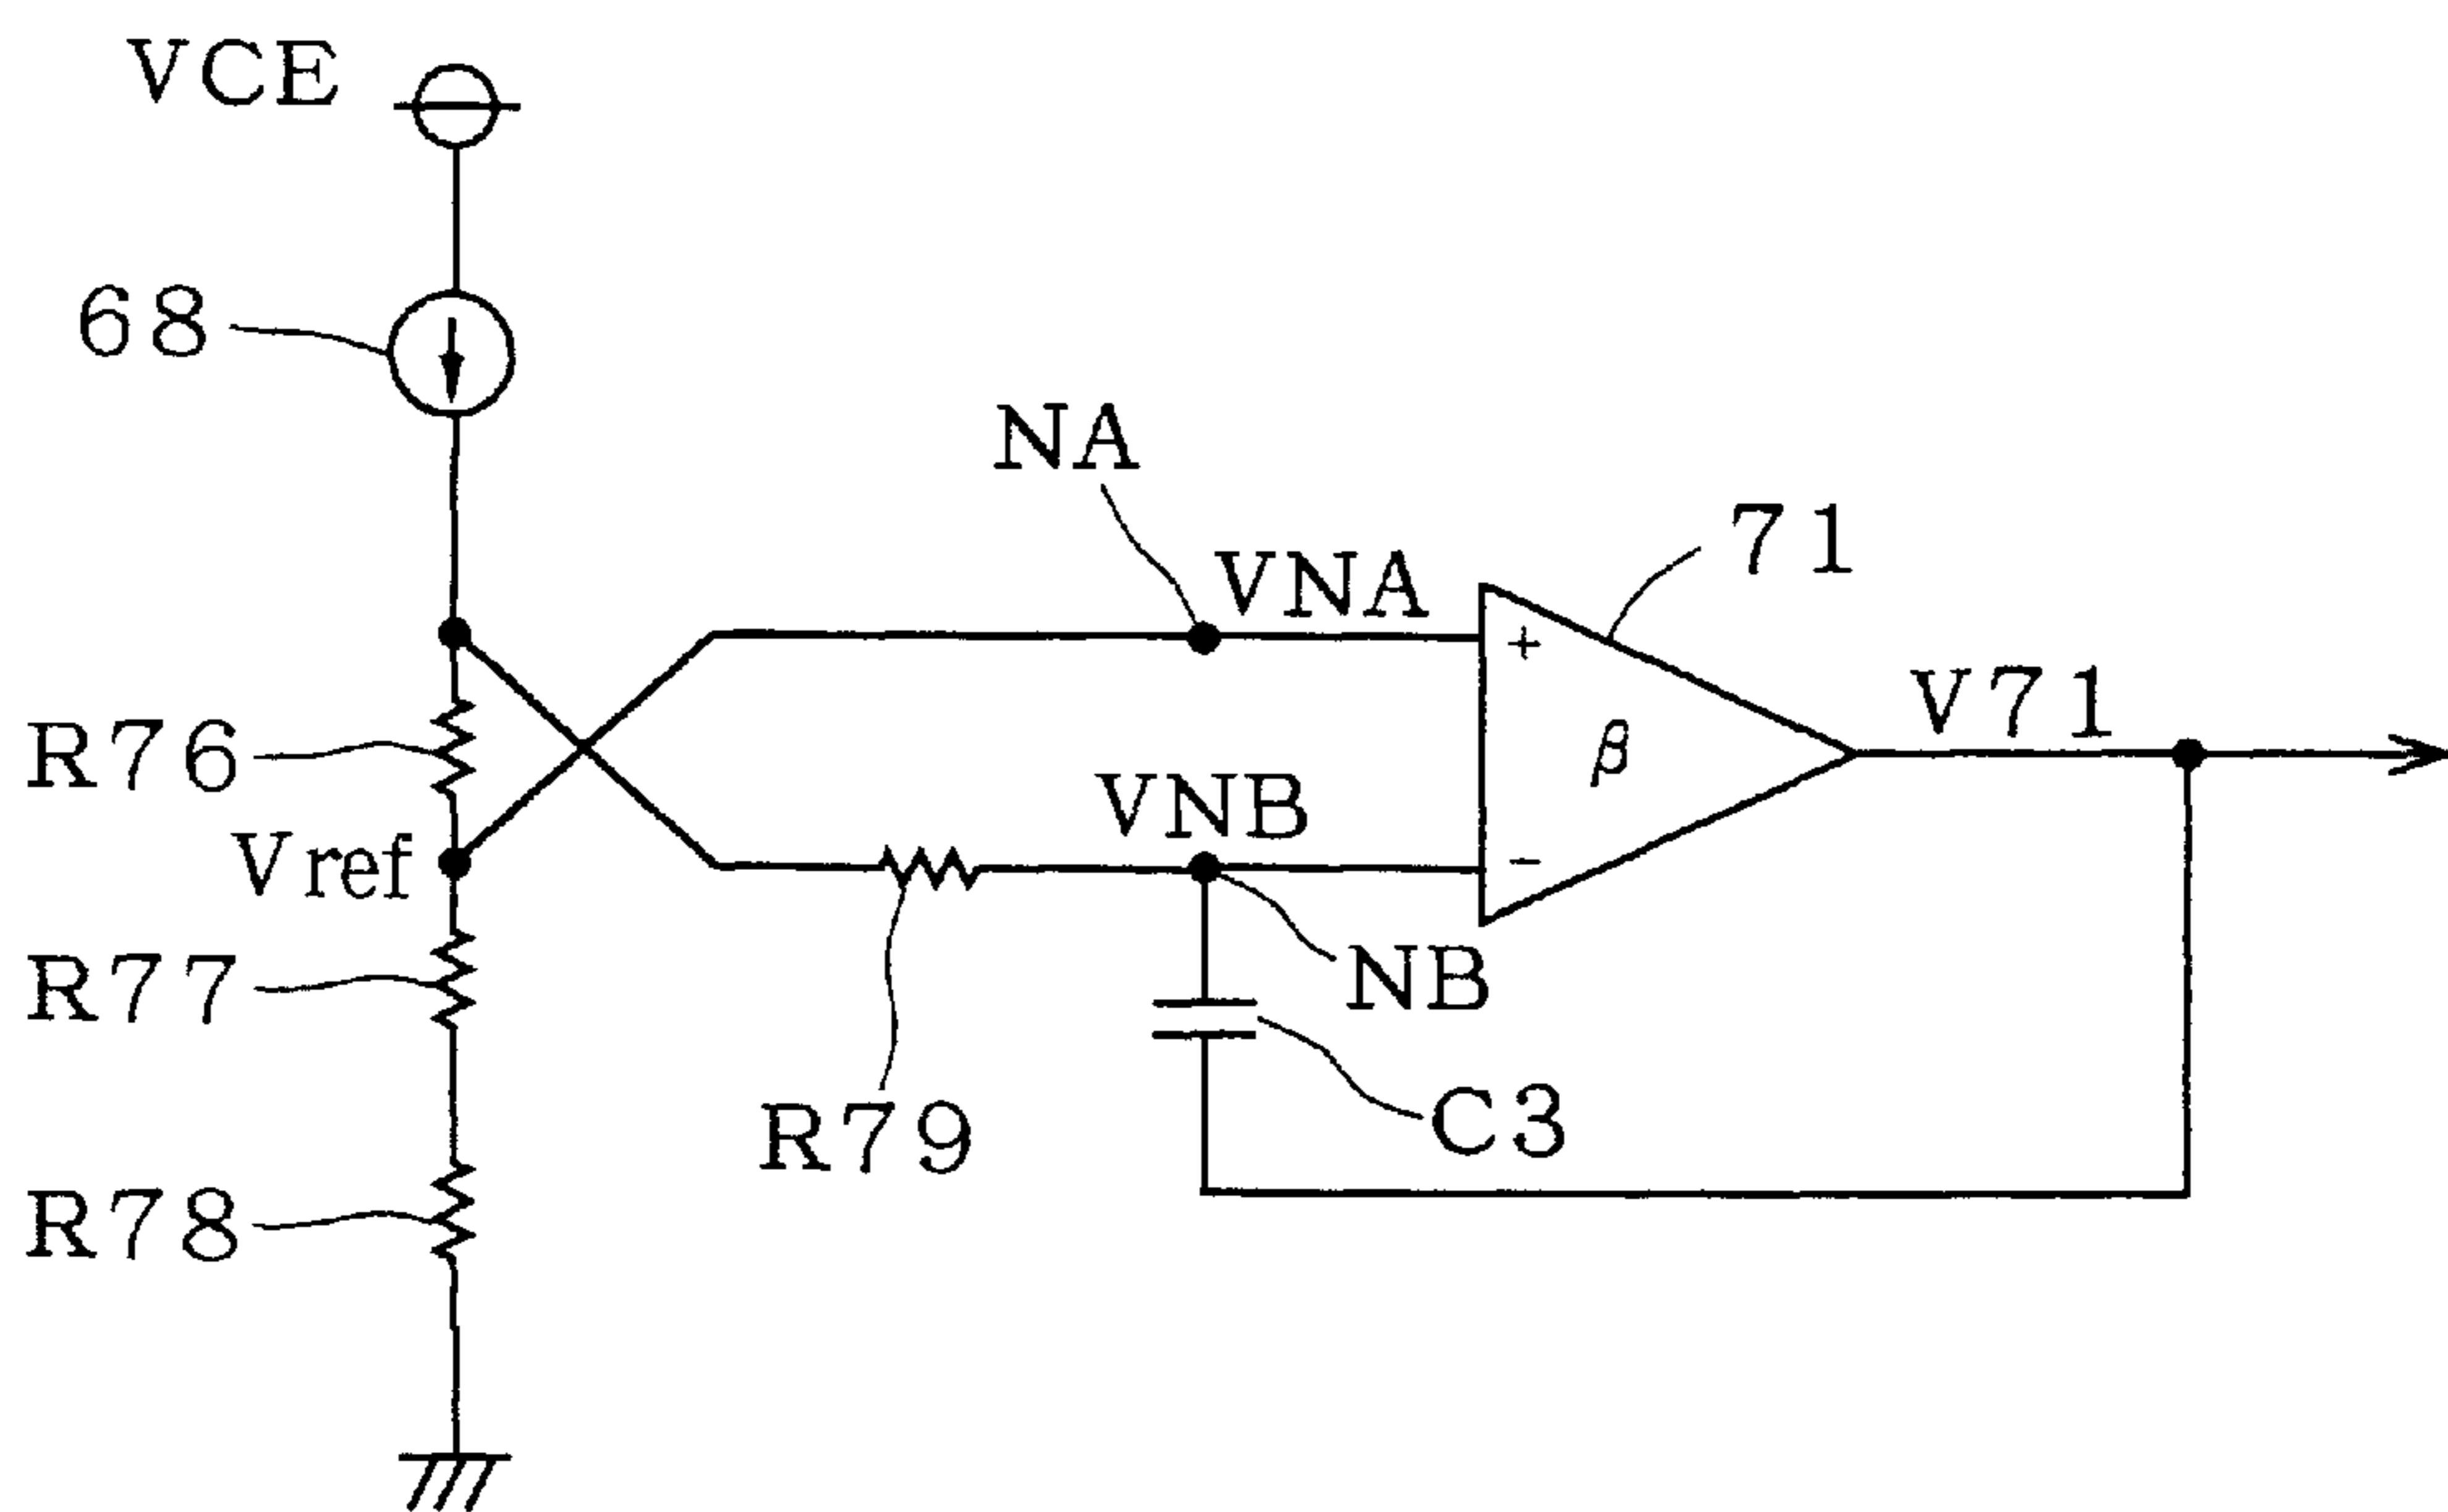 VCE
68
NA
71
VNA
+
V71
R76
β
VNB
Vref
-
NB
R77
C3
R79
R78